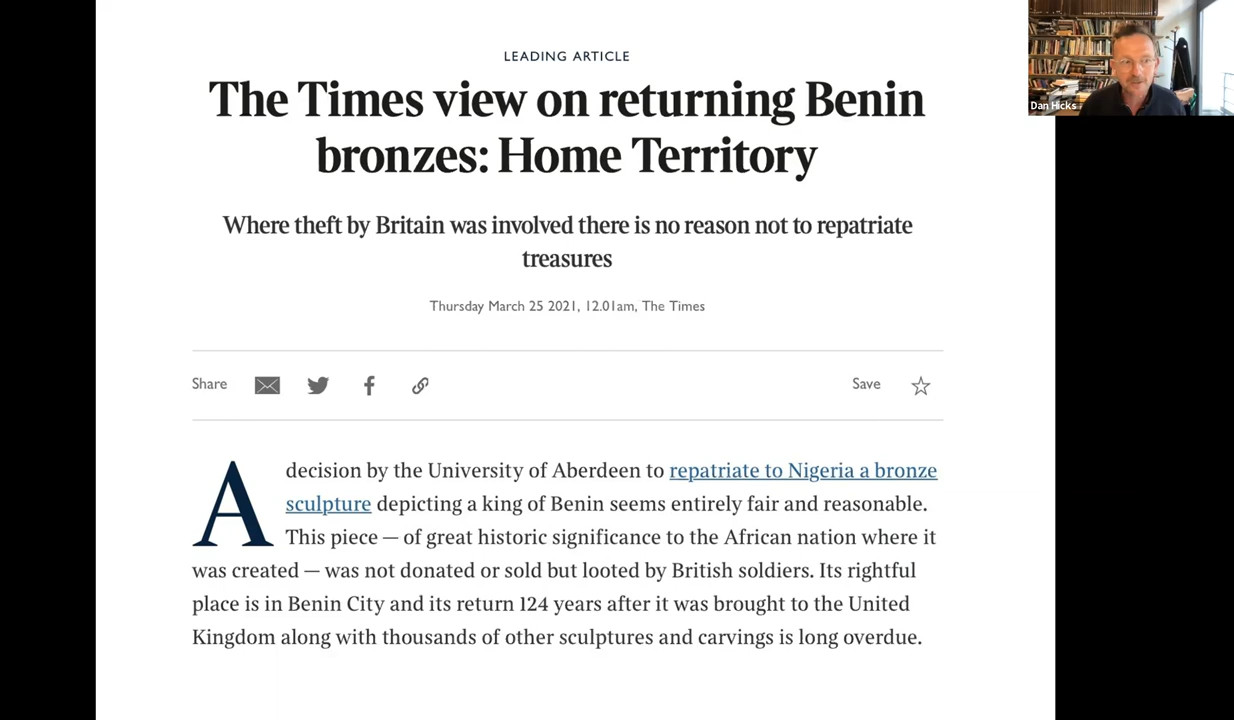 LEADING ARTICLE
The Times view on returning Benin
bronzes: Home Territory
Where theft by Britain was involved there is no reason not to repatriate
treasures
Thursday March 25 2021, 12.01am, The Times
Share
Save
A decision by the University of Aberdeen to repatriate to Nigeria a bronze
sculpture depicting a king of Benin seems entirely fair and reasonable.
This piece — of great historic significance to the African nation where it
was created — was not donated or sold but looted by British soldiers. Its rightful
place is in Benin City and its return 124 years after it was brought to the United
Kingdom along with thousands of other sculptures and carvings is long overdue.
Dan Hicks